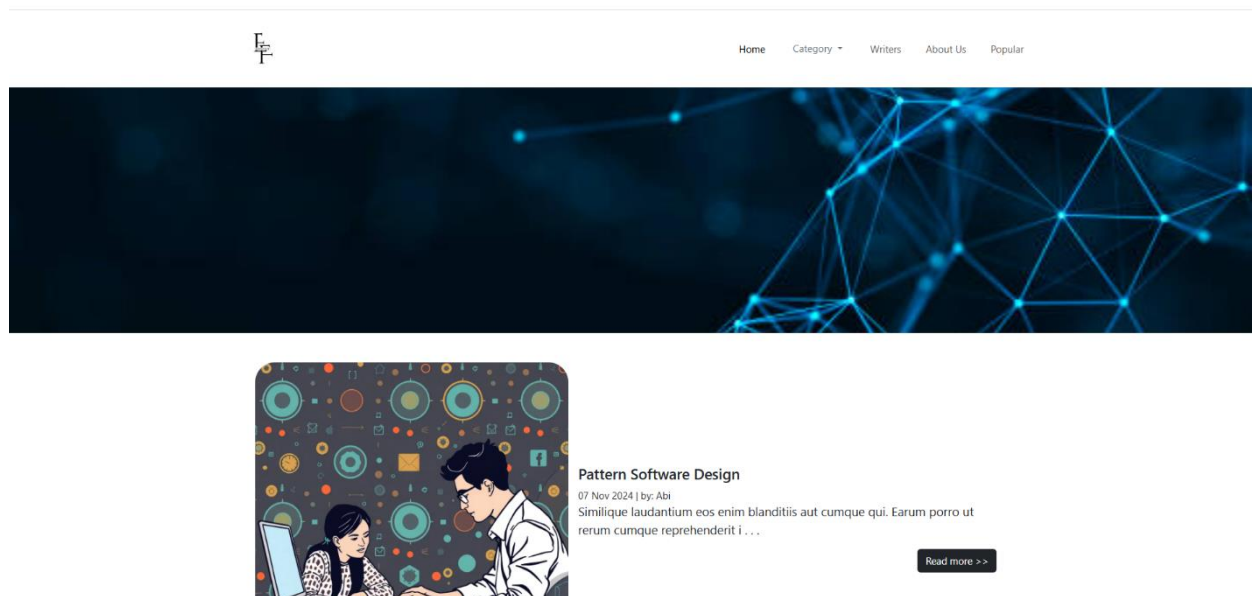 EF
Home Category Writers About Us Popular
Pattern Software Design
07 Nov 2024 | by: Abi
Similique laudantium eos enim blanditiis aut cumque qui. Earum porro ut
rerum cumque reprehenderit i . . .
Read more >>